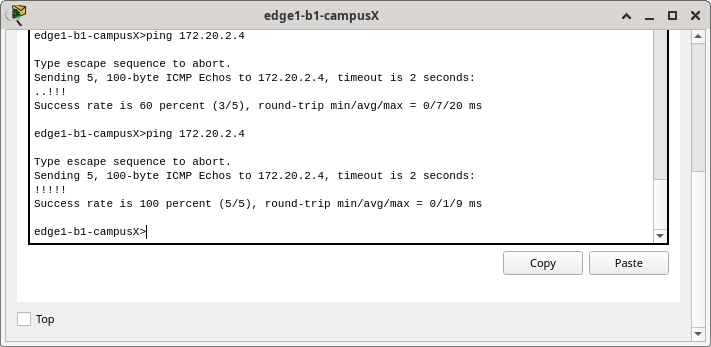 edge1-b1-campusX
edge1-b1-campusX>ping 172.20.2.4
Type escape sequence to abort.
Sending 5, 100-byte ICMP Echos to 172.20.2.4, timeout is 2 seconds:
..!!!
Success rate is 60 percent (3/5), round-trip min/avg/max = 0/7/20 ms
edge1-b1-campusX>ping 172.20.2.4
Type escape sequence to abort.
Sending 5, 100-byte ICMP Echos to 172.20.2.4, timeout is 2 seconds:
!!!!!
Success rate is 100 percent (5/5), round-trip min/avg/max = 0/1/9 ms
edge1-b1-campusX>
Copy Paste
Top